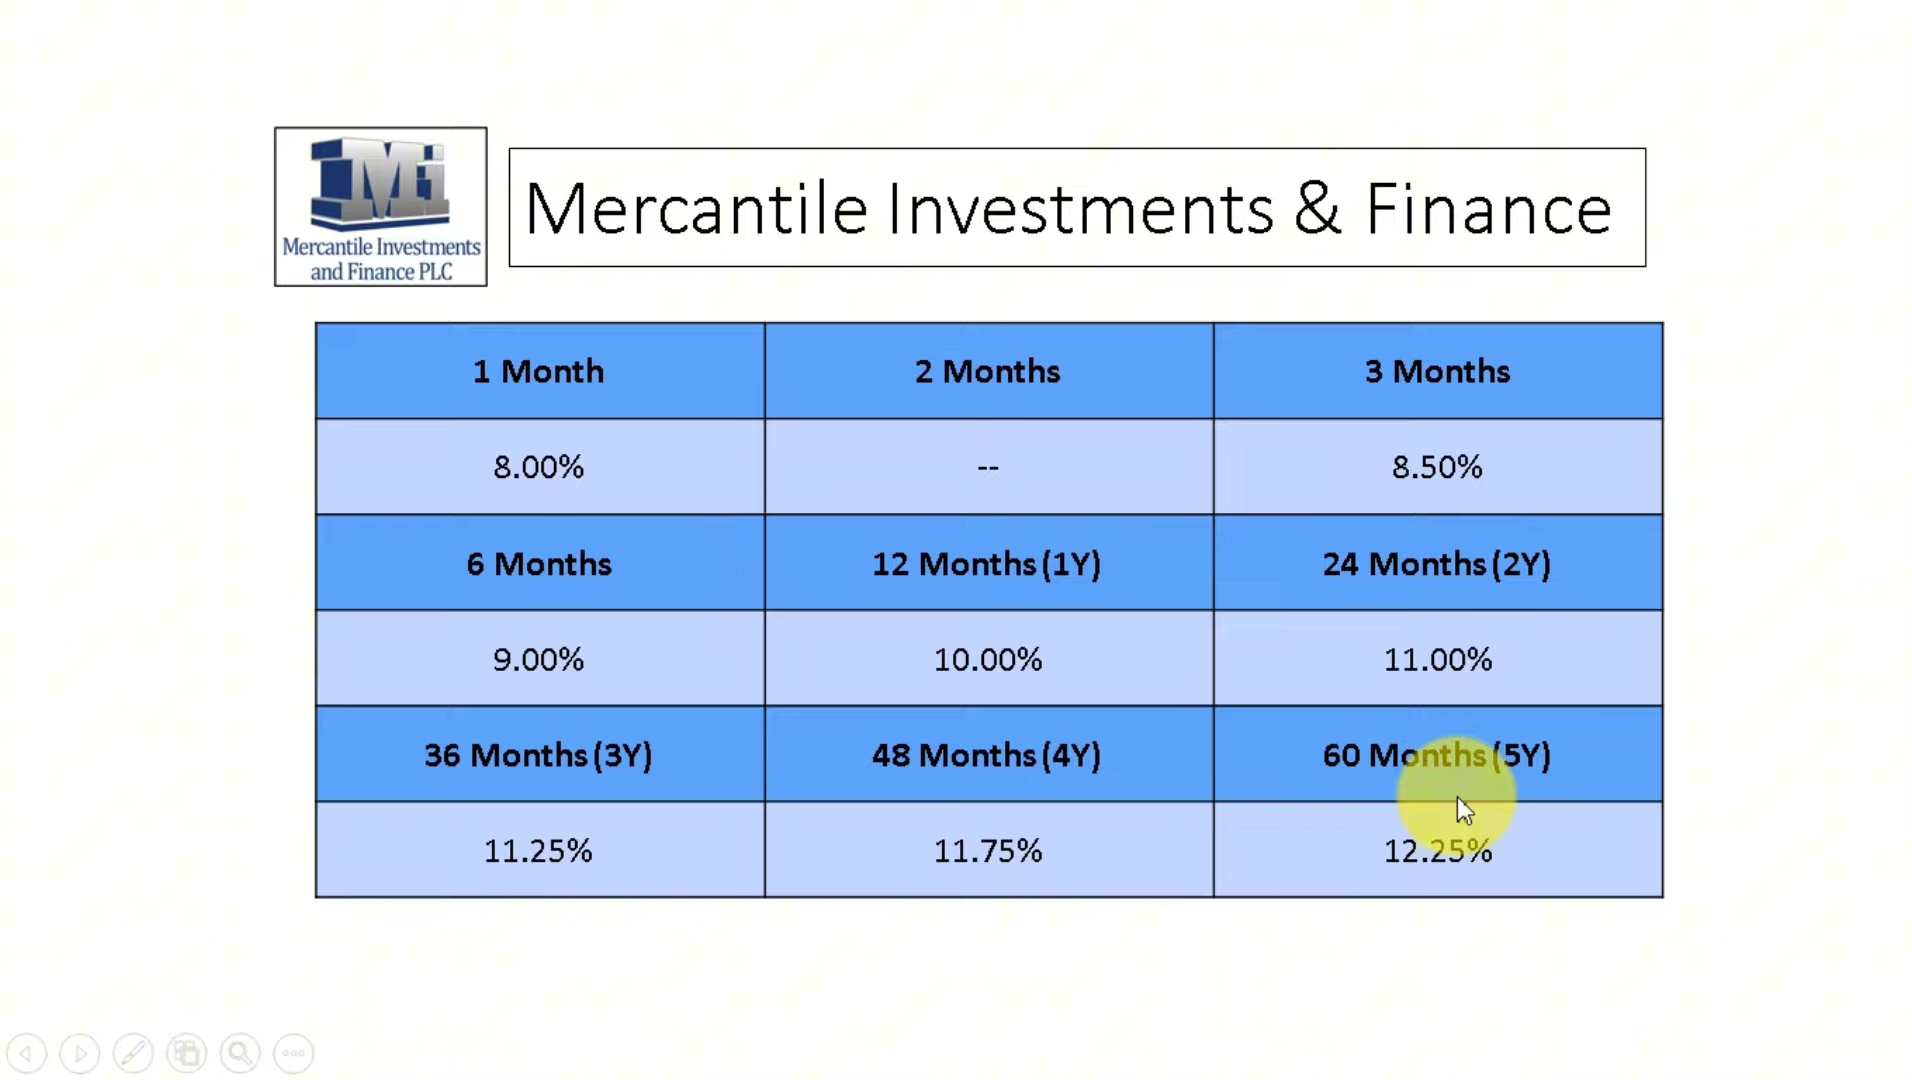 Mi
Mercantile Investments
and Finance PLC
Mercantile Investments & Finance
1 Month 2 Months 3 Months
8.00% -- 8.50%
6 Months 12 Months (1Y) 24 Months (2Y)
9.00% 10.00% 11.00%
36 Months (3Y) 48 Months (4Y) 60 Months (5Y)
11.25% 11.75% 12.25%